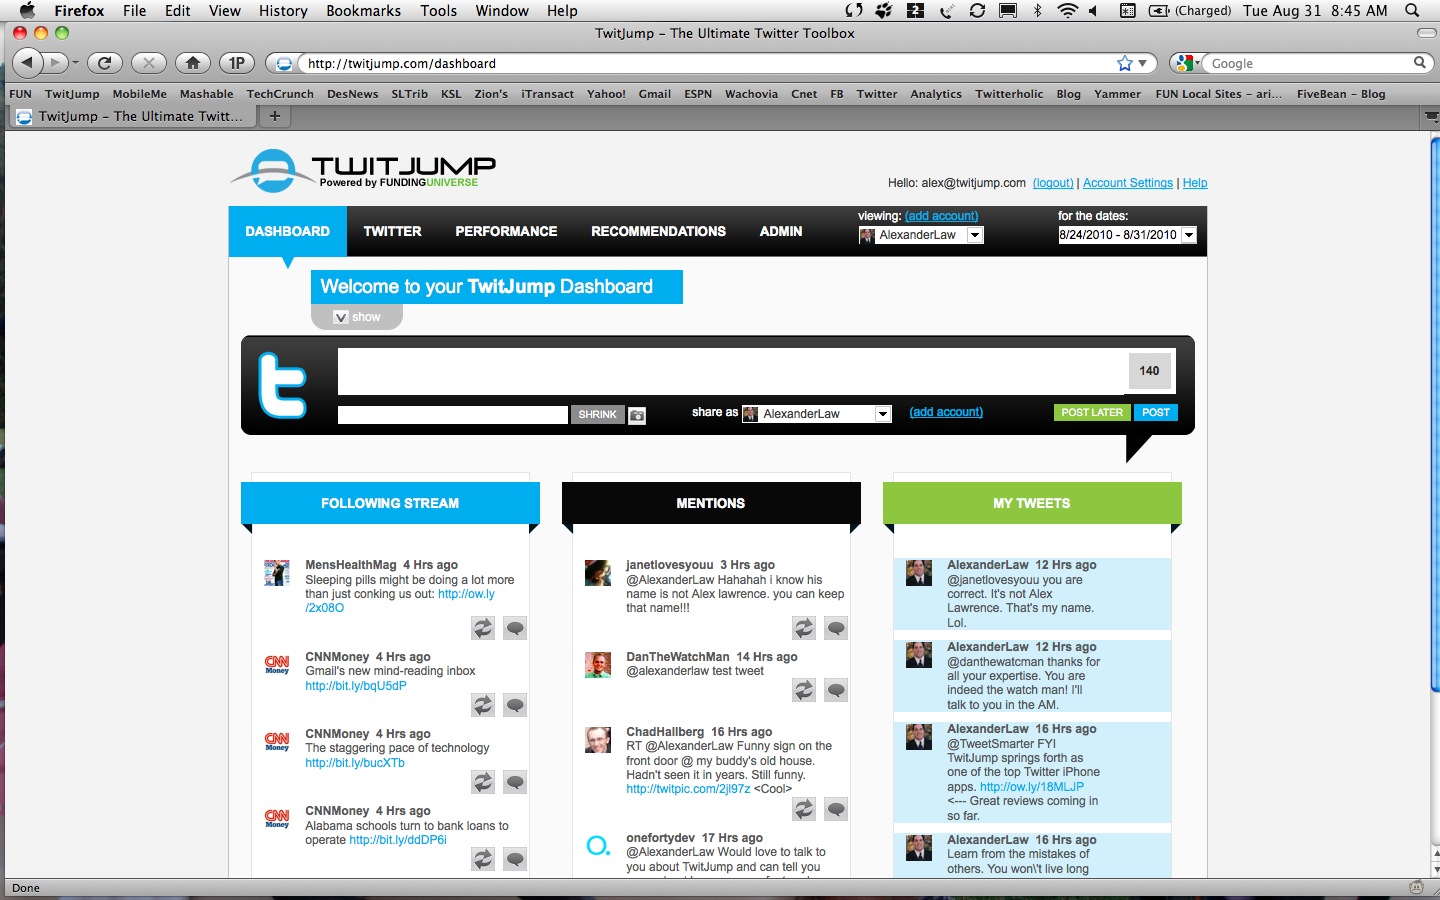 Firefox File Edit View History Bookmarks Tools Window Help
2 (Charged) Tue Aug 31 8:45 AM
TwitJump – The Ultimate Twitter Toolbox
1P http://twitjump.com/dashboard Google
FUN TwitJump MobileMe Mashable TechCrunch DesNews SLTrib KSL Zion's iTransact Yahoo! Gmail ESPN Wachovia Cnet FB Twitter Analytics Twitterholic Blog Yammer FUN Local Sites – ari... FiveBean – Blog
TwitJump – The Ultimate Twitt... +
TWITJUMP
Powered by FUNDINGUNIVERSE
Hello: alex@twitjump.com (logout) | Account Settings | Help
DASHBOARD TWITTER PERFORMANCE RECOMMENDATIONS ADMIN
viewing: (add account)
AlexanderLaw
for the dates:
8/24/2010 - 8/31/2010
Welcome to your TwitJump Dashboard
show
t
140
SHRINK
share as AlexanderLaw (add account)
POST LATER POST
FOLLOWING STREAM
MensHealthMag 4 Hrs ago
Sleeping pills might be doing a lot more
than just conking us out: http://ow.ly
/2x08O
CNN Money
CNNMoney 4 Hrs ago
Gmail's new mind-reading inbox
http://bit.ly/bqU5dP
CNN Money
CNNMoney 4 Hrs ago
The staggering pace of technology
http://bit.ly/bucXTb
CNN Money
CNNMoney 4 Hrs ago
Alabama schools turn to bank loans to
operate http://bit.ly/ddDP6i
MENTIONS
janetlovesyouu 3 Hrs ago
@AlexanderLaw Hahahah i know his
name is not Alex lawrence. you can keep
that name!!!
DanTheWatchMan 14 Hrs ago
@alexanderlaw test tweet
ChadHallberg 16 Hrs ago
RT @AlexanderLaw Funny sign on the
front door @ my buddy's old house.
Hadn't seen it in years. Still funny.
http://twitpic.com/2jl97z <Cool>
onefortydev 17 Hrs ago
@AlexanderLaw Would love to talk to
you about TwitJump and can tell you
MY TWEETS
AlexanderLaw 12 Hrs ago
@janetlovesyouu you are
correct. It's not Alex
Lawrence. That's my name.
Lol.
AlexanderLaw 12 Hrs ago
@danthewatcman thanks for
all your expertise. You are
indeed the watch man! I'll
talk to you in the AM.
AlexanderLaw 16 Hrs ago
@TweetSmarter FYI
TwitJump springs forth as
one of the top Twitter iPhone
apps. http://ow.ly/18MLJP
<--- Great reviews coming in
so far.
AlexanderLaw 16 Hrs ago
Learn from the mistakes of
others. You won\'t live long
Done